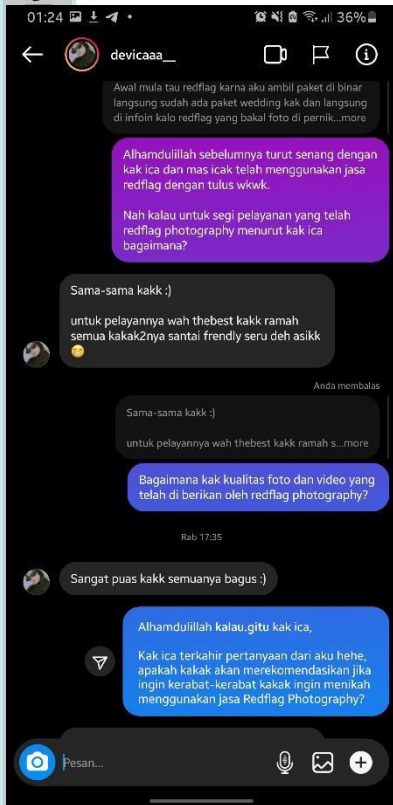 01:24
36%
devicaaa__
Awal mula tau redflag karna aku ambil paket di binar
langsung sudah ada paket wedding kak dan langsung
di infoin kalo redflag yang bakal foto di pernik...more
Alhamdulillah sebelumnya turut senang dengan
kak ica dan mas icak telah menggunakan jasa
redflag dengan tulus wkwk.
Nah kalau untuk segi pelayanan yang telah
redflag photography menurut kak ica
bagaimana?
Sama-sama kakk :)
untuk pelayannya wah thebest kakk ramah
semua kakak2nya santai frendly seru deh asikk
Anda membalas
Sama-sama kakk :)
untuk pelayannya wah thebest kakk ramah s...more
Bagaimana kak kualitas foto dan video yang
telah di berikan oleh redflag photography?
Rab 17:35
Sangat puas kakk semuanya bagus :)
Alhamdulillah kalau.gitu kak ica,
Kak ica terkahir pertanyaan dari aku hehe,
apakah kakak akan merekomendasikan jika
ingin kerabat-kerabat kakak ingin menikah
menggunakan jasa Redflag Photography?
Pesan...